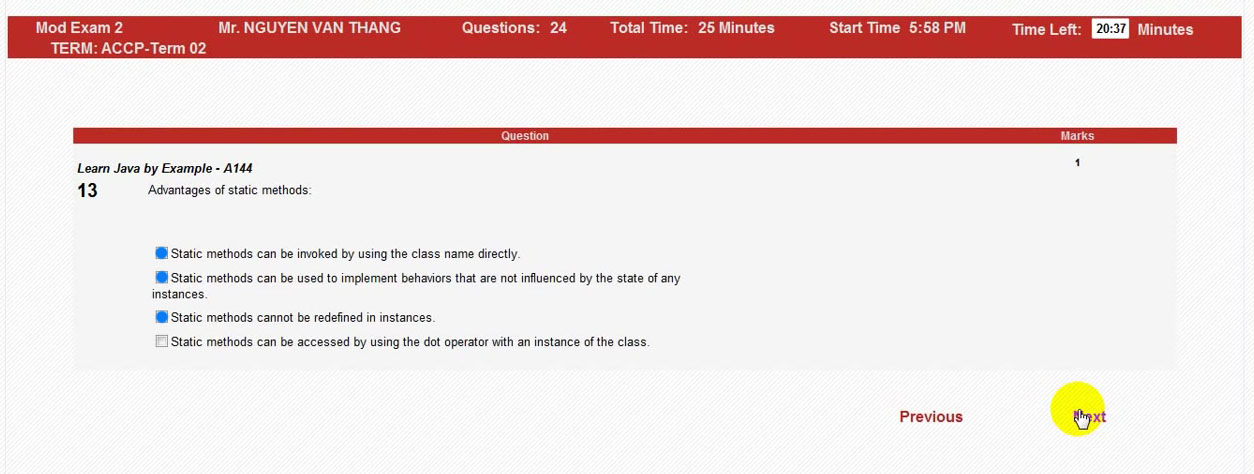 Mod Exam 2 Mr. NGUYEN VAN THANG Questions: 24 Total Time: 25 Minutes Start Time 5:58 PM Time Left: 20:37 Minutes
TERM: ACCP-Term 02
Question Marks
Learn Java by Example - A144 1
13 Advantages of static methods:
Static methods can be invoked by using the class name directly.
Static methods can be used to implement behaviors that are not influenced by the state of any
instances.
Static methods cannot be redefined in instances.
Static methods can be accessed by using the dot operator with an instance of the class.
Previous Next